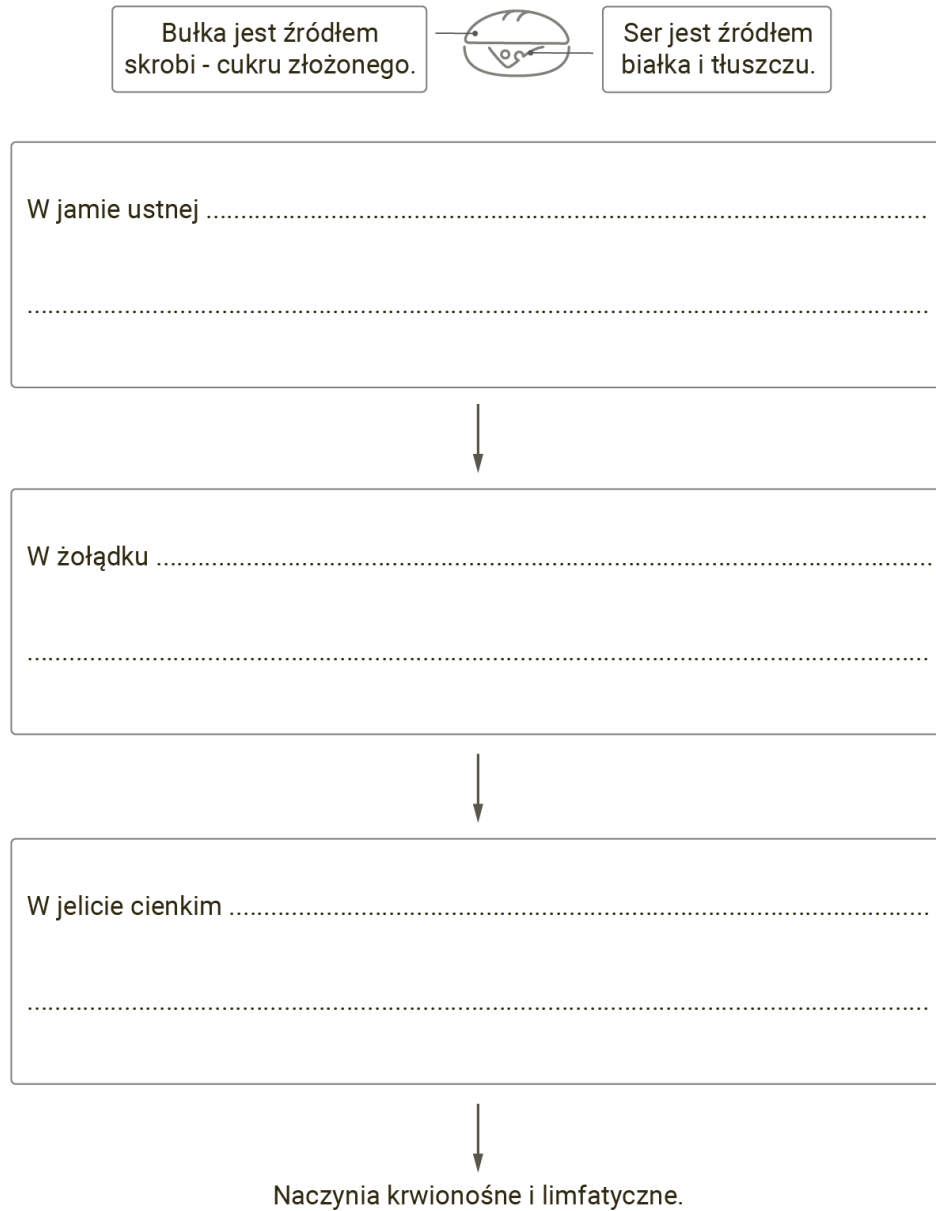 Bułka jest źródłem
skrobi - cukru złożonego.
Ser jest źródłem
białka i tłuszczu.
W jamie ustnej ..........................................................................................................
....................................................................................................................................
W żołądku ..................................................................................................................
....................................................................................................................................
W jelicie cienkim .......................................................................................................
....................................................................................................................................
Naczynia krwionośne i limfatyczne.